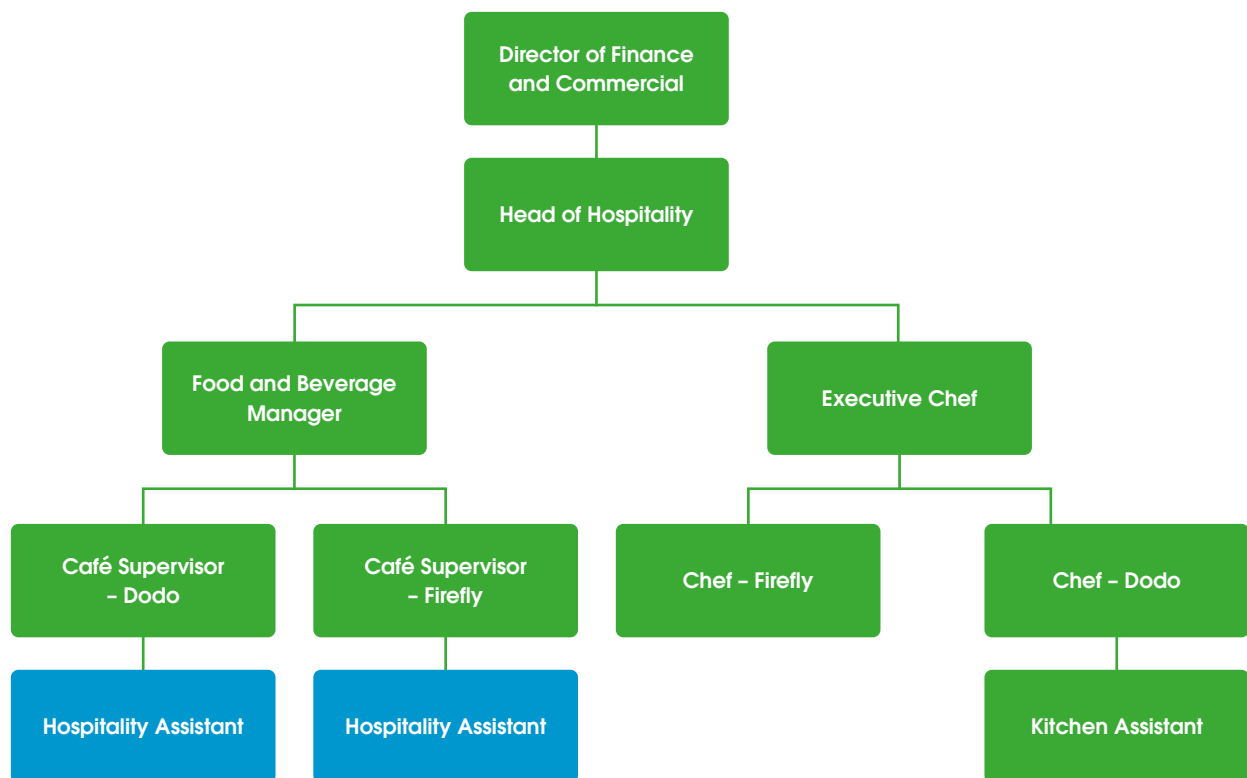 Director of Finance
and Commercial
Head of Hospitality
Food and Beverage
Manager
Executive Chef
Café Supervisor
– Dodo
Café Supervisor
– Firefly
Chef – Firefly
Chef – Dodo
Hospitality Assistant
Hospitality Assistant
Kitchen Assistant